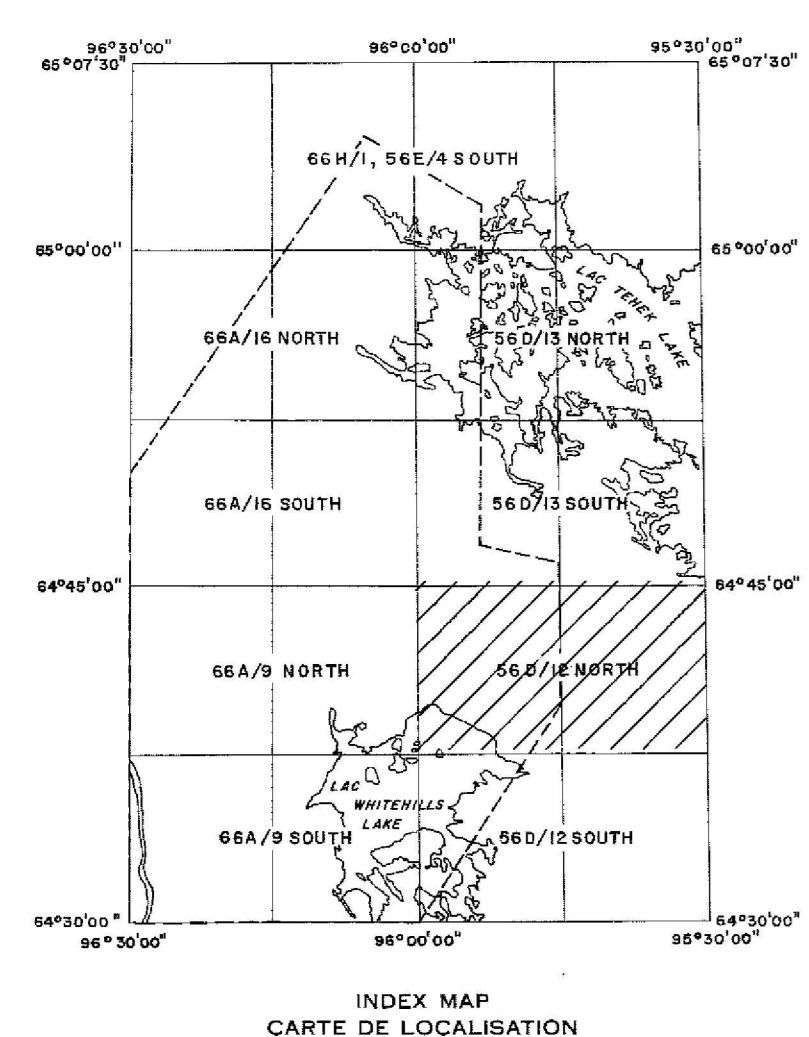 96°30'00" 96°00'00" 95°30'00"
65°07'30" 65°07'30"
66H/1, 56E/4 SOUTH
65°00'00" 65°00'00"
LAC TEHEK LAKE
66A/16 NORTH 56D/13 NORTH
66A/16 SOUTH 56D/13 SOUTH
64°45'00" 64°45'00"
66A/9 NORTH 56D/12 NORTH
LAC
WHITEHILLS
LAKE
66A/9 SOUTH 56D/12 SOUTH
64°30'00" 64°30'00"
96°30'00" 96°00'00" 95°30'00"
INDEX MAP
CARTE DE LOCALISATION